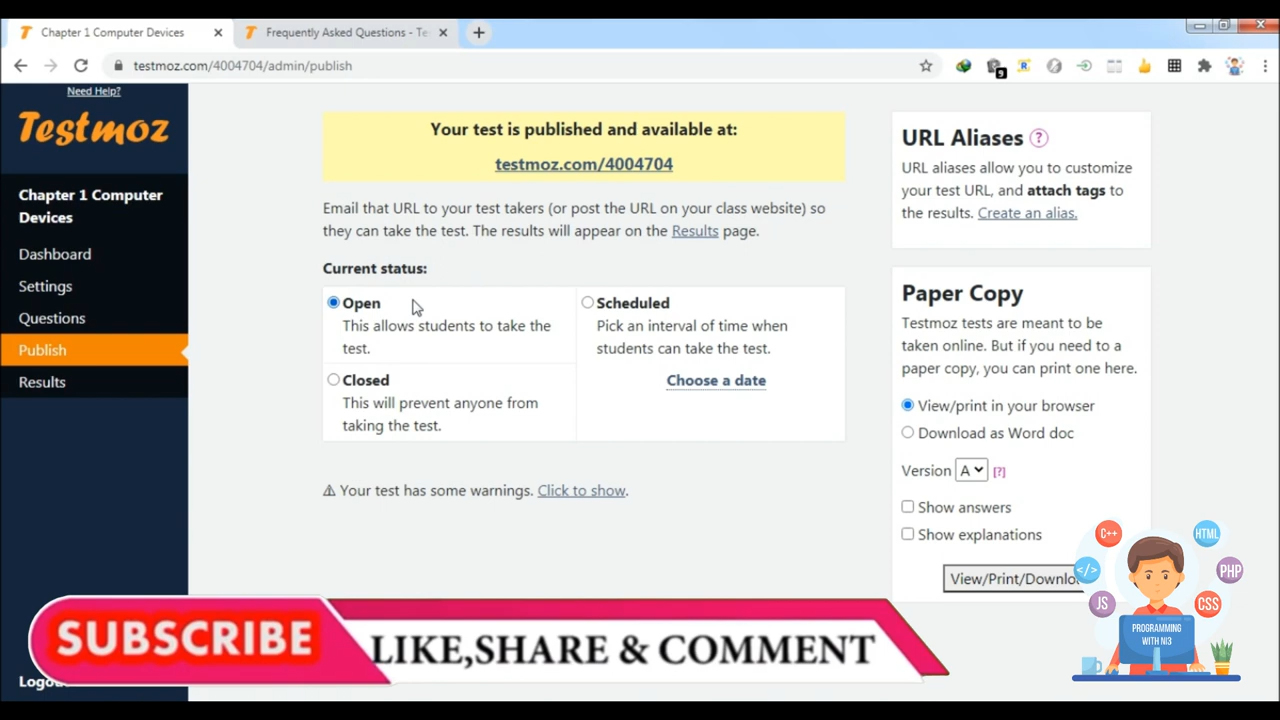 Chapter 1 Computer Devices
Frequently Asked Questions - Te
testmoz.com/4004704/admin/publish
9
Need Help?
Testmoz
Chapter 1 Computer
Devices
Dashboard
Settings
Questions
Publish
Results
Your test is published and available at:
testmoz.com/4004704
Email that URL to your test takers (or post the URL on your class website) so
they can take the test. The results will appear on the Results page.
Current status:
Open
This allows students to take the
test.
Closed
This will prevent anyone from
taking the test.
Scheduled
Pick an interval of time when
students can take the test.
Choose a date
⚠ Your test has some warnings. Click to show.
URL Aliases ?
URL aliases allow you to customize
your test URL, and attach tags to
the results. Create an alias.
Paper Copy
Testmoz tests are meant to be
taken online. But if you need to a
paper copy, you can print one here.
View/print in your browser
Download as Word doc
Version A [?]
Show answers
Show explanations
View/Print/Downlo
C++
HTML
</>
PHP
JS
CSS
PROGRAMMING
WITH NI3
SUBSCRIBE
LIKE,SHARE & COMMENT
Logou